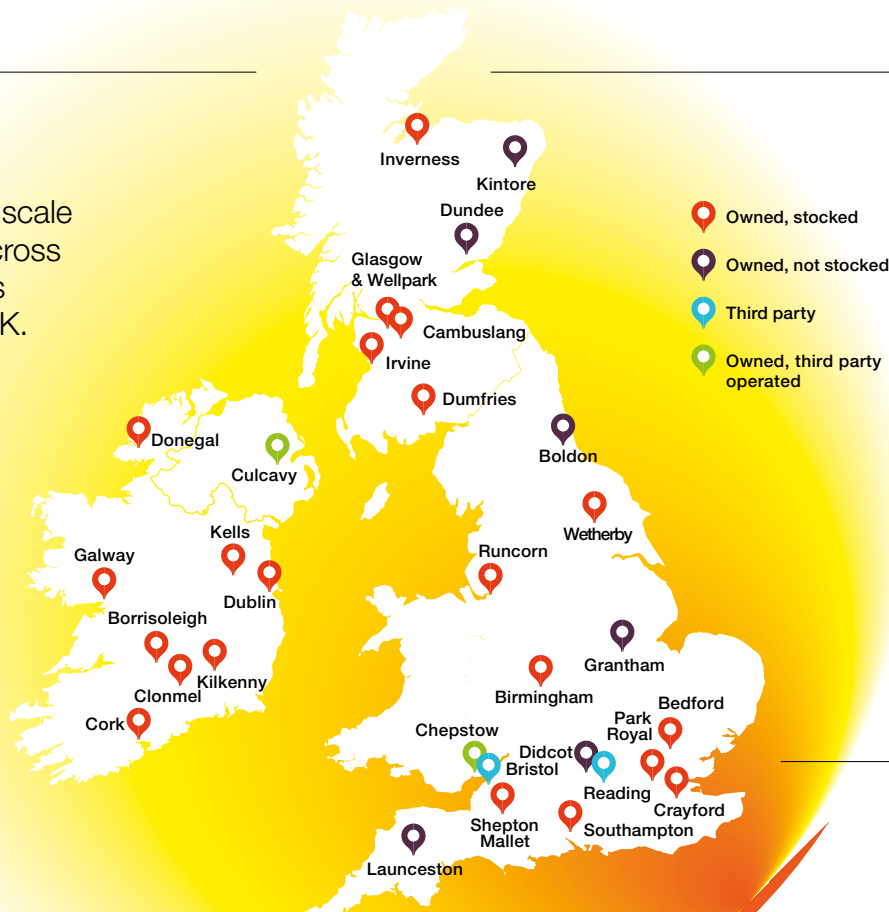 scale
cross
s
K.
Inverness
Kintore
Dundee
Glasgow
& Wellpark
Cambuslang
Irvine
Dumfries
Owned, stocked
Owned, not stocked
Third party
Owned, third party
operated
Donegal
Culcavy
Boldon
Wetherby
Kells
Galway
Dublin
Runcorn
Borrisoleigh
Kilkenny
Clonmel
Cork
Grantham
Birmingham
Bedford
Park
Royal
Chepstow
Didcot
Bristol
Reading
Crayford
Shepton
Mallet
Southampton
Launceston